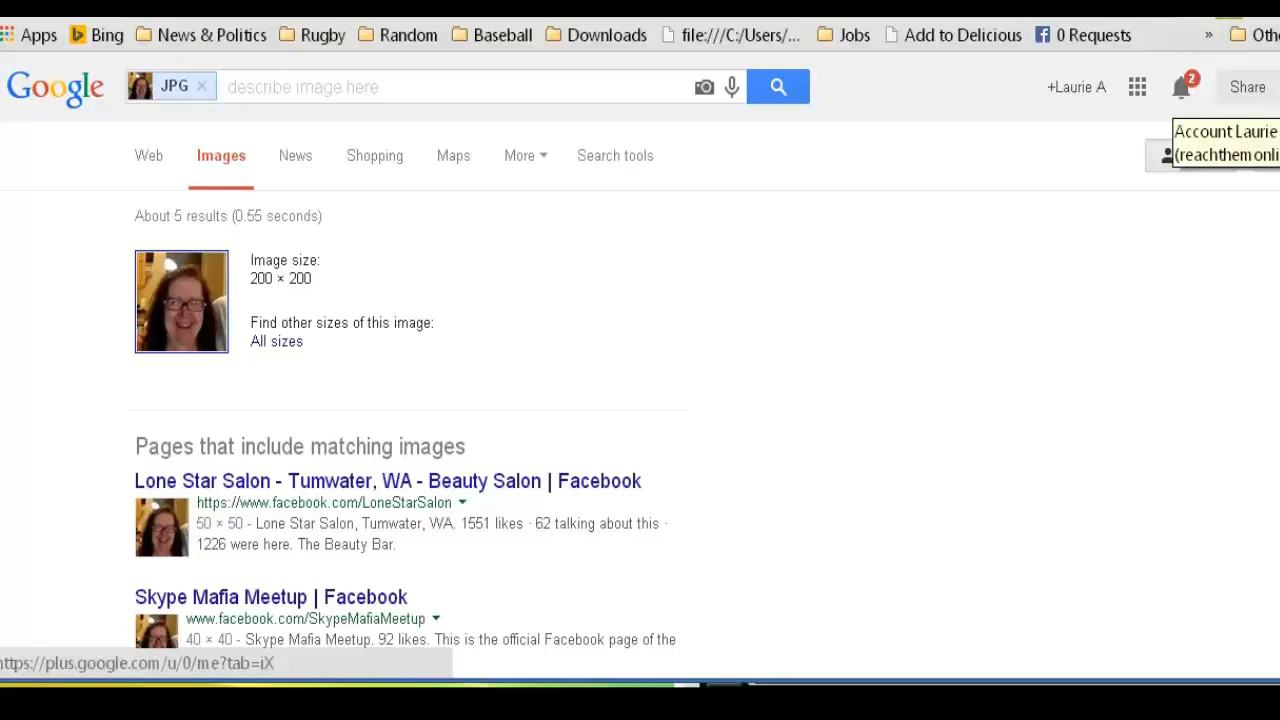 Apps Bing News & Politics Rugby Random Baseball Downloads file:///C:/Users/... Jobs Add to Delicious 0 Requests » Oth
Google JPG × describe image here +Laurie A 2 Share
Account Laurie
(reachthemonli
Web Images News Shopping Maps More Search tools
About 5 results (0.55 seconds)
Image size:
200 × 200
Find other sizes of this image:
All sizes
Pages that include matching images
Lone Star Salon - Tumwater, WA - Beauty Salon | Facebook
https://www.facebook.com/LoneStarSalon
50 × 50 - Lone Star Salon, Tumwater, WA. 1551 likes · 62 talking about this ·
1226 were here. The Beauty Bar.
Skype Mafia Meetup | Facebook
www.facebook.com/SkypeMafiaMeetup
40 × 40 - Skype Mafia Meetup. 92 likes. This is the official Facebook page of the
https://plus.google.com/u/0/me?tab=iX